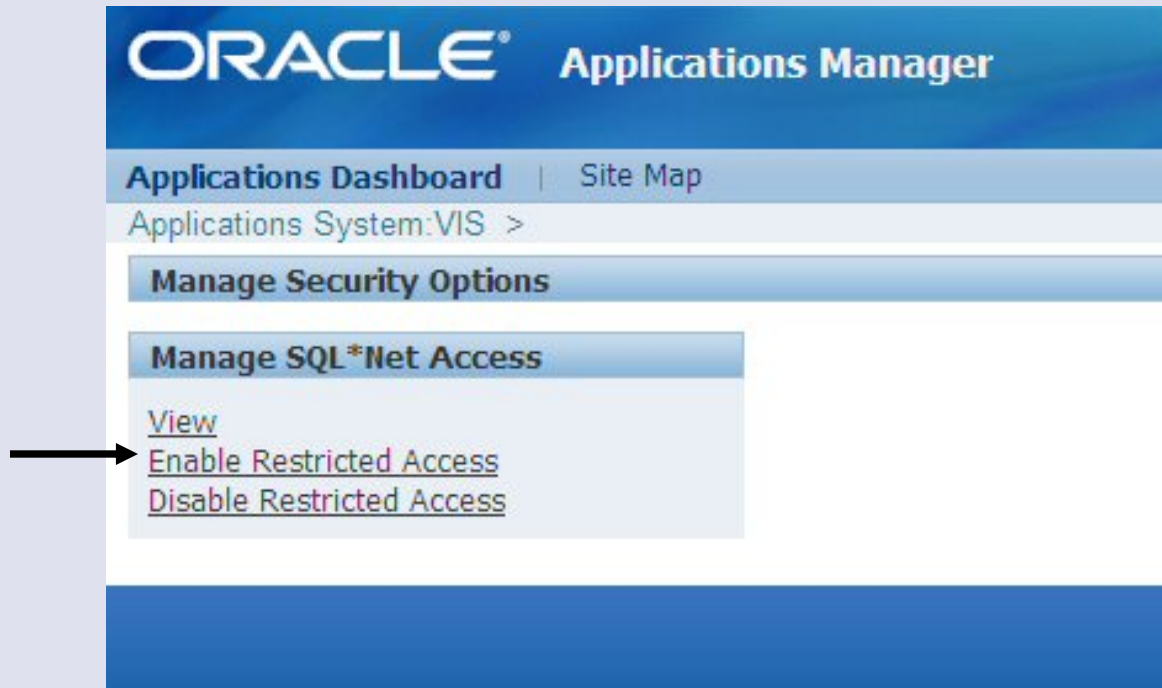 ORACLE® Applications Manager
Applications Dashboard | Site Map
Applications System:VIS >
Manage Security Options
Manage SQL*Net Access
View
Enable Restricted Access
Disable Restricted Access